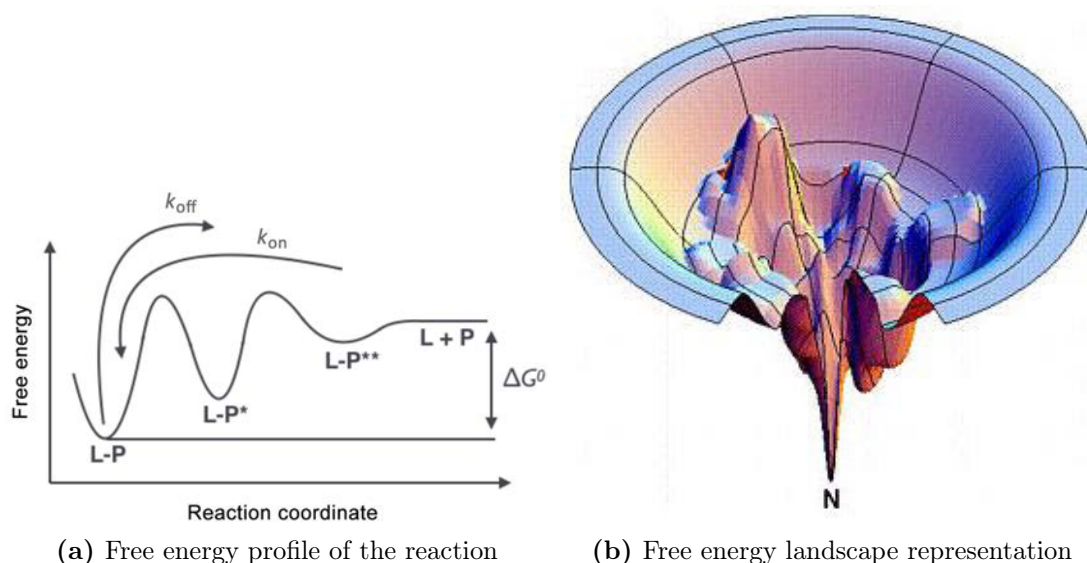 k_off
k_on
Free energy
L + P
L-P**
ΔG⁰
L-P*
L-P
Reaction coordinate
N
(a) Free energy profile of the reaction
(b) Free energy landscape representation